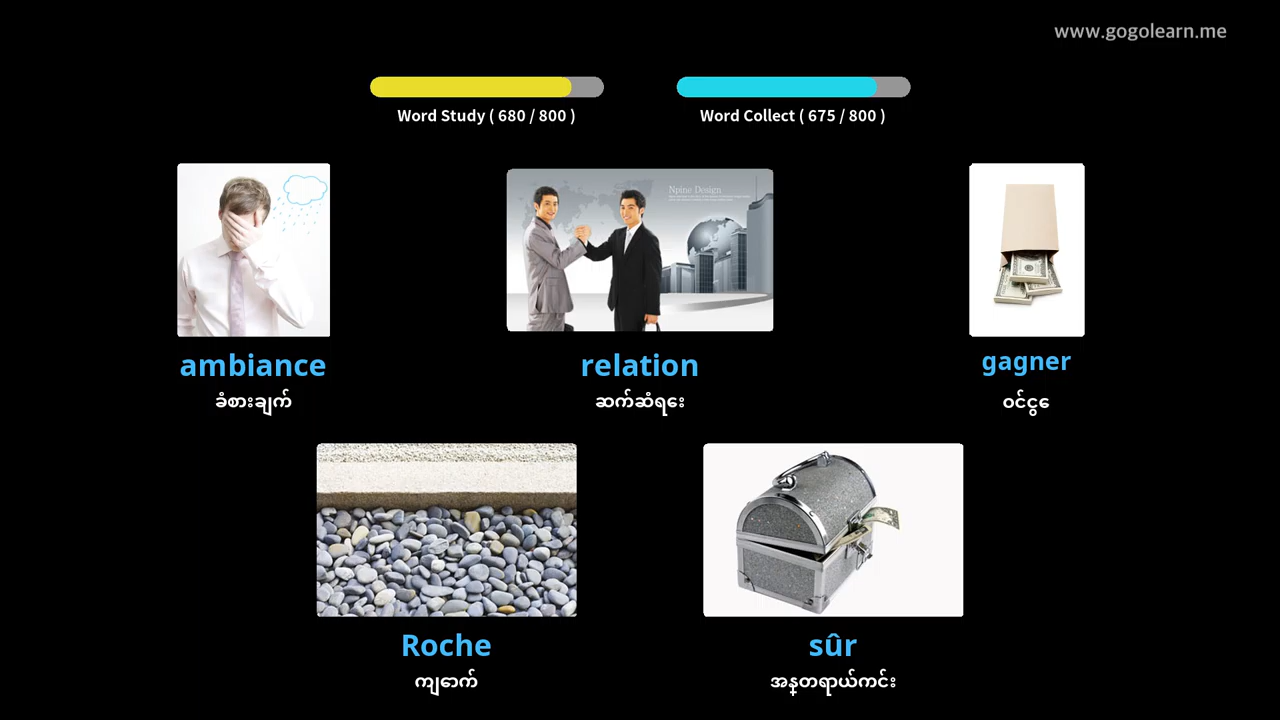 www.gogolearn.me
Word Study ( 680 / 800 )
Word Collect ( 675 / 800 )
Npine Design
ambiance
ခံစားချက်
relation
ဆက်ဆံရေး
gagner
ဝင်ငွေ
Roche
ကျောက်
sûr
အန္တရာယ်ကင်း